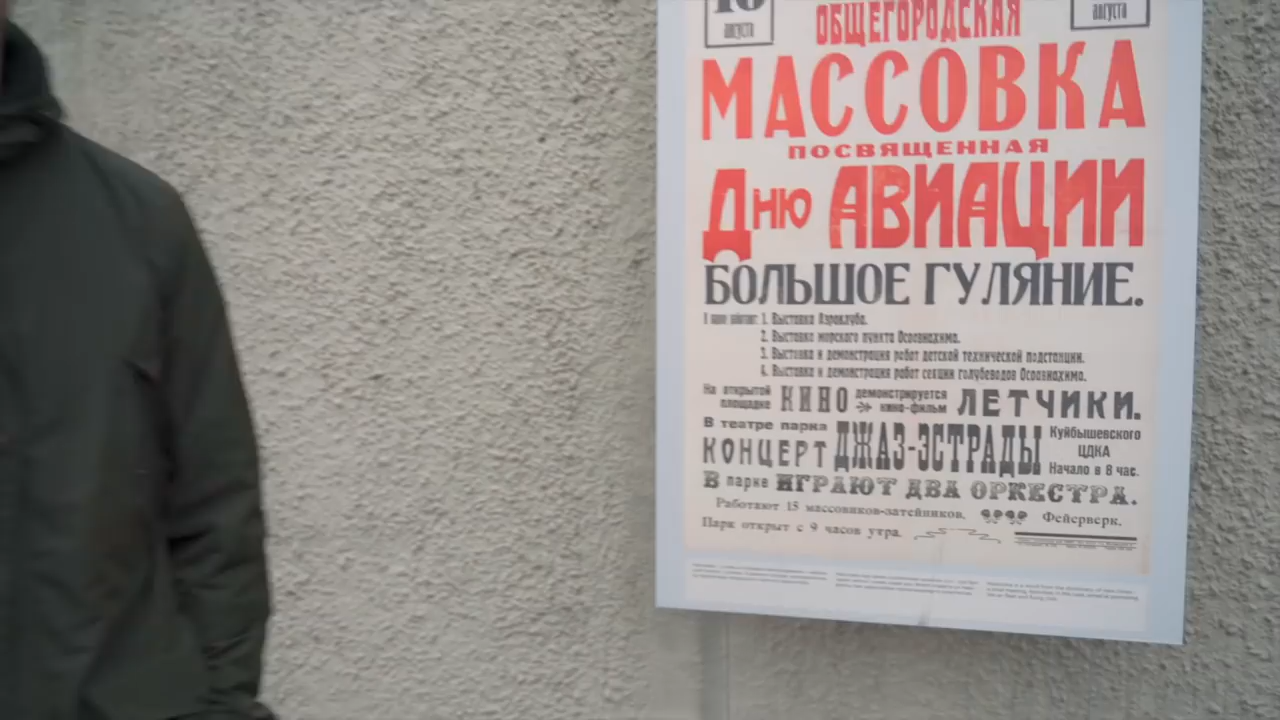 августа
августа
ОБЩЕГОРОДСКАЯ
МАССОВКА
ПОСВЯЩЕННАЯ
Дню АВИАЦИИ
БОЛЬШОЕ ГУЛЯНИЕ.
1. Выставка Аэроклуба.
2. Выставка морского пункта Осоавиахима.
3. Выставка и демонстрация работ детской технической подстанции.
4. Выставка и демонстрация работ секции голубеводов Осоавиахима.
На открытой площадке КИНО демонстрируется кино-фильм ЛЕТЧИКИ.
В театре парка КОНЦЕРТ ДЖАЗ-ЭСТРАДЫ Куйбышевского ЦДКА Начало в 8 час.
В парке ИГРАЮТ ДВА ОРКЕСТРА.
Работают 15 массовиков-затейников. Фейерверк.
Парк открыт с 9 часов утра.